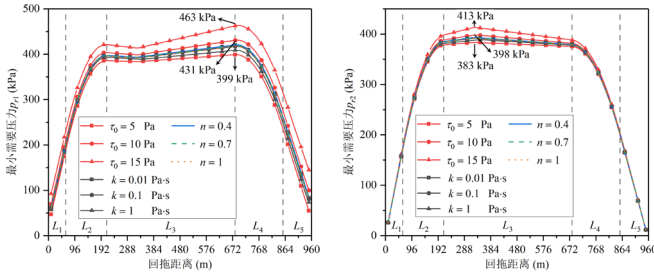 最小需要压力pr1 (kPa)
500
400
300
200
100
0
463 kPa
431 kPa
399 kPa
τ0 = 5 Pa
τ0 = 10 Pa
τ0 = 15 Pa
k = 0.01 Pa·s
k = 0.1 Pa·s
k = 1 Pa·s
n = 0.4
n = 0.7
n = 1
L1 L2 L3 L4 L5
0 96 192 288 384 480 576 672 768 864 960
回拖距离 (m)
最小需要压力pr2 (kPa)
400
300
200
100
0
413 kPa
398 kPa
383 kPa
τ0 = 5 Pa
τ0 = 10 Pa
τ0 = 15 Pa
k = 0.01 Pa·s
k = 0.1 Pa·s
k = 1 Pa·s
n = 0.4
n = 0.7
n = 1
L1 L2 L3 L4 L5
0 96 192 288 384 480 576 672 768 864 960
回拖距离 (m)